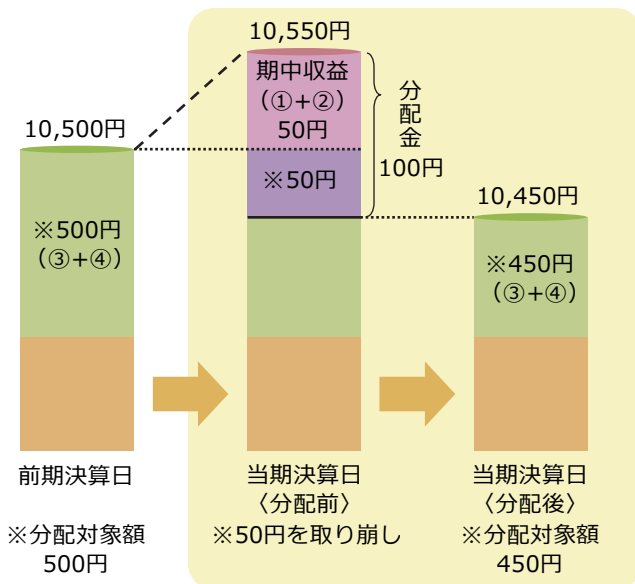 10,500円
※500円
（③+④）
前期決算日
※分配対象額
500円
10,550円
期中収益
（①+②）
50円
※50円
分配金
100円
当期決算日
〈分配前〉
※50円を取り崩し
10,450円
※450円
（③+④）
当期決算日
〈分配後〉
※分配対象額
450円